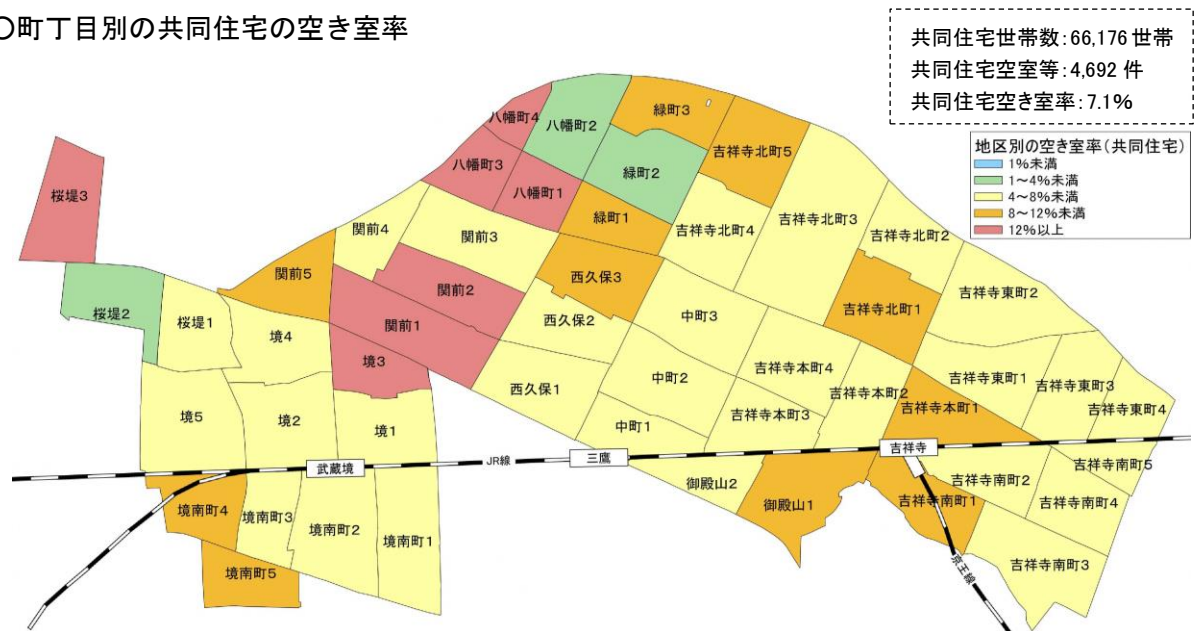 〇町丁目別の共同住宅の空き室率
共同住宅世帯数:66,176 世帯
共同住宅空室等:4,692 件
共同住宅空き室率:7.1%
地区別の空き室率(共同住宅)
1%未満
1~4%未満
4~8%未満
8~12%未満
12%以上
八幡町4
八幡町2
緑町3
吉祥寺北町5
八幡町3
緑町2
桜堤3
八幡町1
緑町1
吉祥寺北町4
吉祥寺北町3
吉祥寺北町2
関前4
関前3
関前5
関前2
西久保3
吉祥寺北町1
吉祥寺東町2
桜堤2
桜堤1
境4
関前1
西久保2
中町3
境3
吉祥寺本町4
西久保1
中町2
吉祥寺本町2
吉祥寺東町1
吉祥寺東町3
吉祥寺東町4
境5
境2
境1
中町1
吉祥寺本町3
吉祥寺本町1
武蔵境
JR線
三鷹
吉祥寺
吉祥寺南町5
御殿山2
吉祥寺南町2
境南町4
境南町3
境南町2
境南町1
御殿山1
吉祥寺南町1
吉祥寺南町4
境南町5
京王線
吉祥寺南町3